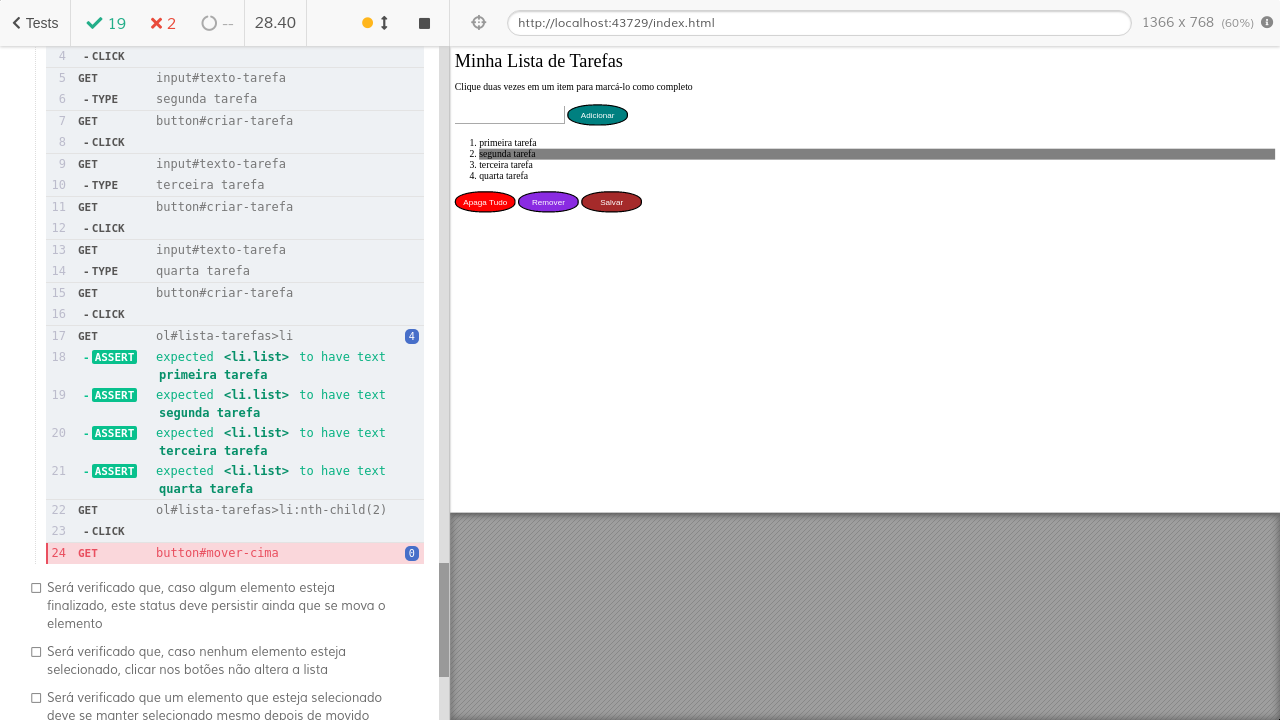 Tests 19 2 -- 28.40
http://localhost:43729/index.html 1366 x 768 (60%)
4 - CLICK
5 GET input#texto-tarefa
6 - TYPE segunda tarefa
7 GET button#criar-tarefa
8 - CLICK
9 GET input#texto-tarefa
10 - TYPE terceira tarefa
11 GET button#criar-tarefa
12 - CLICK
13 GET input#texto-tarefa
14 - TYPE quarta tarefa
15 GET button#criar-tarefa
16 - CLICK
17 GET ol#lista-tarefas>li 4
18 - ASSERT expected <li.list> to have text
primeira tarefa
19 - ASSERT expected <li.list> to have text
segunda tarefa
20 - ASSERT expected <li.list> to have text
terceira tarefa
21 - ASSERT expected <li.list> to have text
quarta tarefa
22 GET ol#lista-tarefas>li:nth-child(2)
23 - CLICK
24 GET button#mover-cima 0
Será verificado que, caso algum elemento esteja
finalizado, este status deve persistir ainda que se mova o
elemento
Será verificado que, caso nenhum elemento esteja
selecionado, clicar nos botões não altera a lista
Será verificado que um elemento que esteja selecionado
deve se manter selecionado mesmo depois de movido
Minha Lista de Tarefas
Clique duas vezes em um item para marcá-lo como completo
Adicionar
1. primeira tarefa
2. segunda tarefa
3. terceira tarefa
4. quarta tarefa
Apaga Tudo Remover Salvar